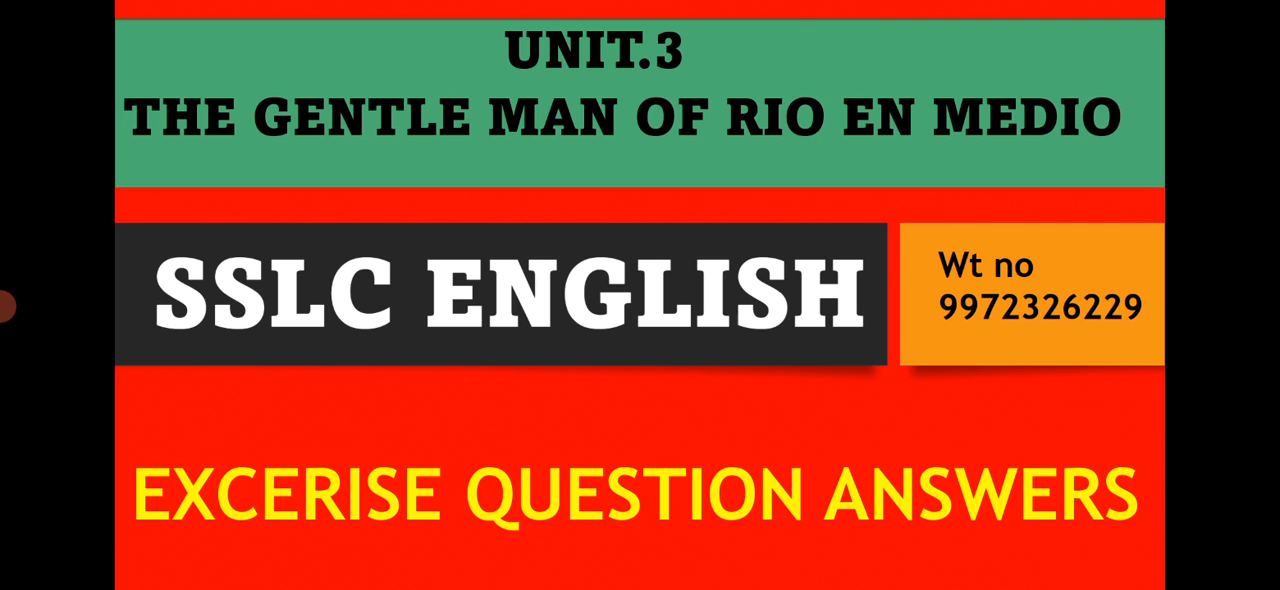 UNIT.3
THE GENTLE MAN OF RIO EN MEDIO
SSLC ENGLISH
Wt no
9972326229
EXCERISE QUESTION ANSWERS